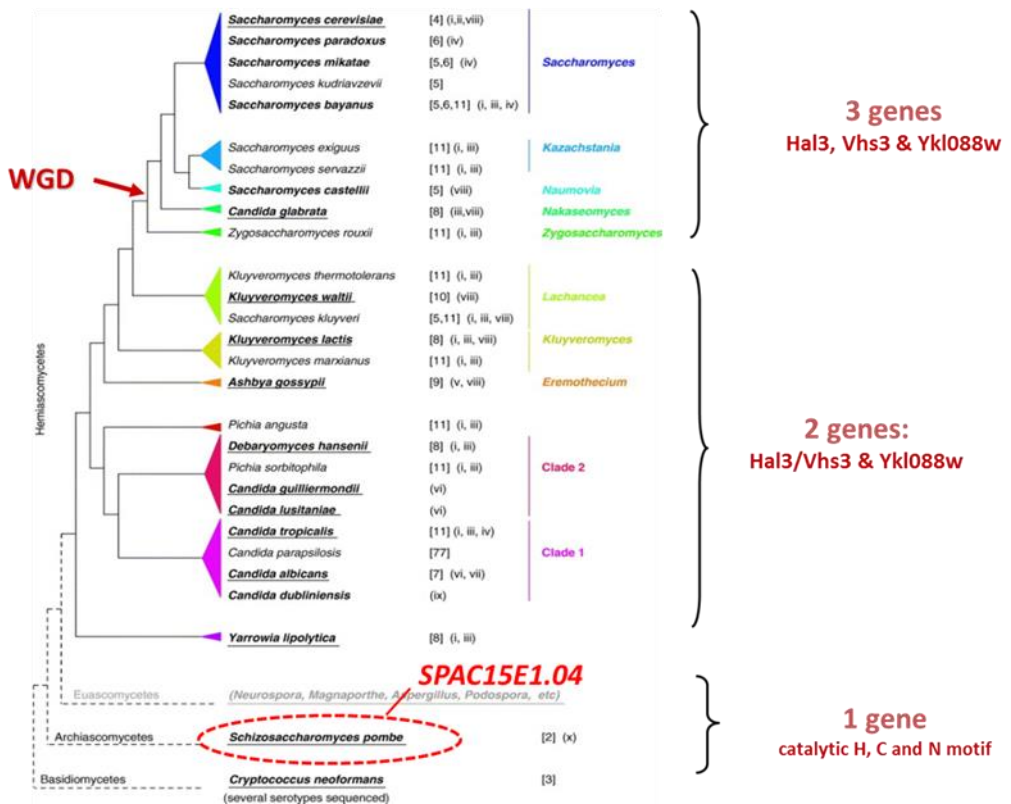 Saccharomyces cerevisiae [4] (i,ii,viii)
Saccharomyces paradoxus [6] (iv)
Saccharomyces mikatae [5,6] (iv) Saccharomyces
Saccharomyces kudriavzevii [5]
Saccharomyces bayanus [5,6,11] (i, iii, iv)
3 genes
Hal3, Vhs3 & Ykl088w
Saccharomyces exiguus [11] (i, iii) Kazachstania
Saccharomyces servazzii [11] (i, iii)
WGD
Saccharomyces castellii [5] (viii) Naumovia
Candida glabrata [8] (iii,viii) Nakaseomyces
Zygosaccharomyces rouxii [11] (i, iii) Zygosaccharomyces
Kluyveromyces thermotolerans [11] (i, iii)
Kluyveromyces waltii [10] (viii) Lachancea
Saccharomyces kluyveri [5,11] (i, iii, viii)
Kluyveromyces lactis [8] (i, iii, viii) Kluyveromyces
Kluyveromyces marxianus [11] (i, iii)
Ashbya gossypii [9] (v, viii) Eremothecium
Hemiascomycetes
Pichia angusta [11] (i, iii)
2 genes:
Hal3/Vhs3 & Ykl088w
Debaryomyces hansenii [8] (i, iii)
Pichia sorbitophila [11] (i, iii) Clade 2
Candida guilliermondii (vi)
Candida lusitaniae (vi)
Candida tropicalis [11] (i, iii, iv)
Candida parapsilosis [77] Clade 1
Candida albicans [7] (vi, vii)
Candida dubliniensis (ix)
Yarrowia lipolytica [8] (i, iii)
SPAC15E1.04
Euascomycetes (Neurospora, Magnaporthe, Aspergillus, Podospora, etc)
1 gene
catalytic H, C and N motif
Archiascomycetes Schizosaccharomyces pombe [2] (x)
Basidiomycetes Cryptococcus neoformans [3]
(several serotypes sequenced)